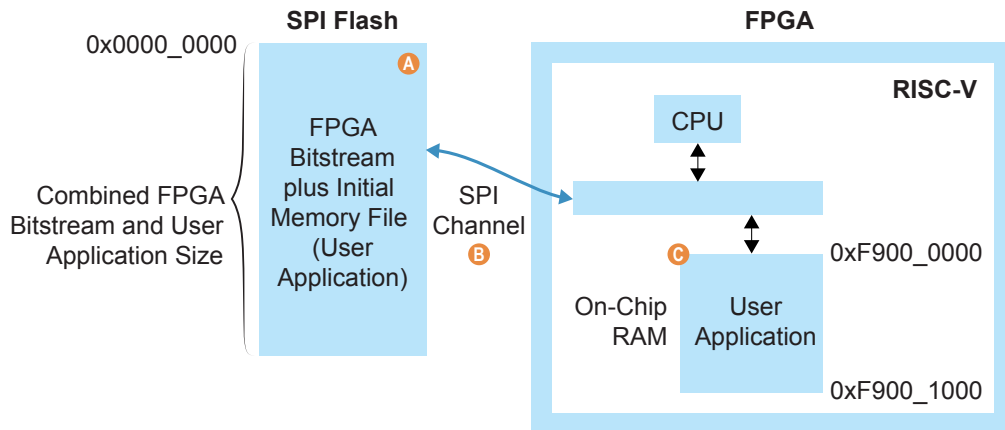 SPI Flash
FPGA
0x0000_0000
A
RISC-V
FPGA
Bitstream
plus Initial
Memory File
(User
Application)
CPU
Combined FPGA
Bitstream and User
Application Size
SPI
Channel
B
C
0xF900_0000
On-Chip
RAM
User
Application
0xF900_1000